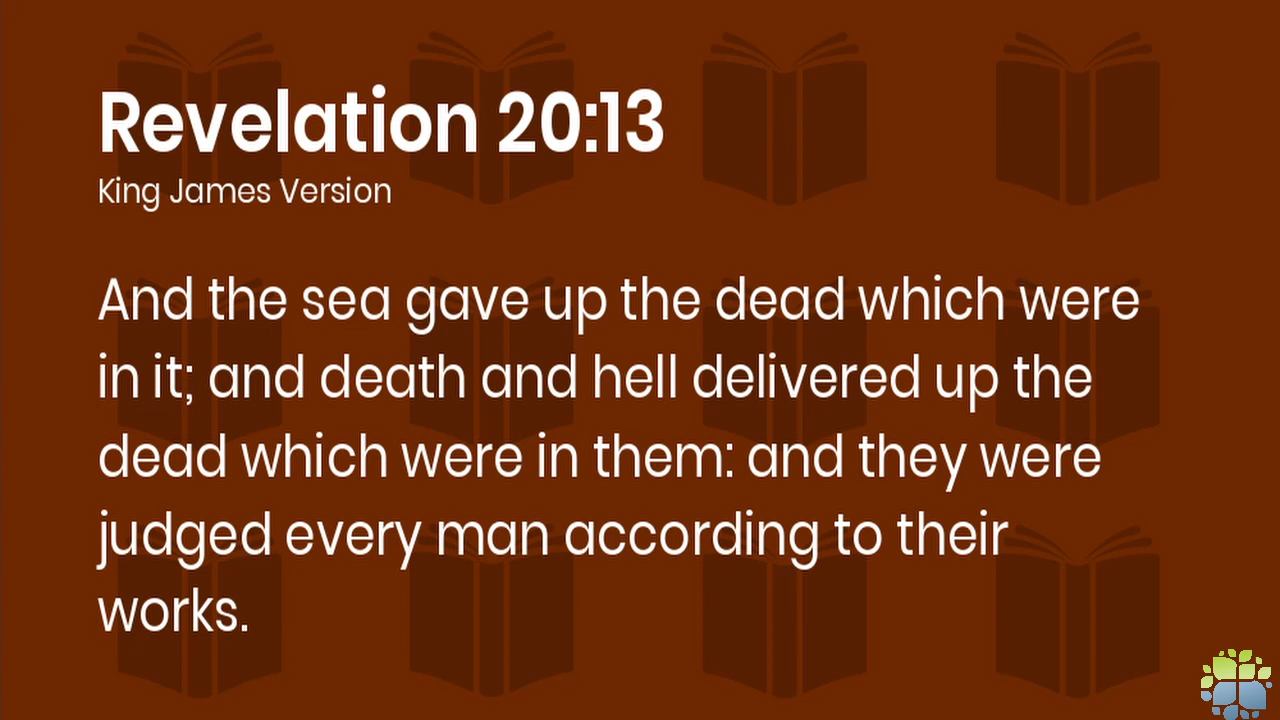 Revelation 20:13
King James Version
And the sea gave up the dead which were
in it; and death and hell delivered up the
dead which were in them: and they were
judged every man according to their
works.